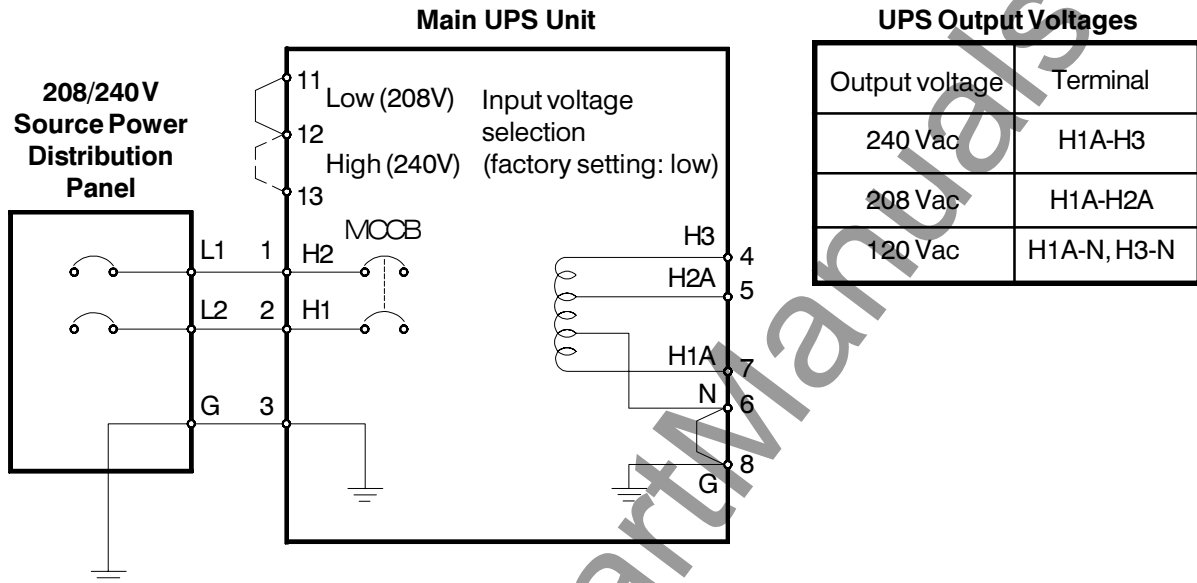 Main UPS Unit
UPS Output Voltages
208/240 V
Source Power
Distribution
Panel
11
Low (208V)
12
High (240V)
13
Input voltage
selection
(factory setting: low)
MCCB
L1 1 H2
L2 2 H1
G 3
H3
4
H2A
5
H1A
7
N
6
8
G
Output voltage Terminal
240 Vac H1A-H3
208 Vac H1A-H2A
120 Vac H1A-N, H3-N
artManuals